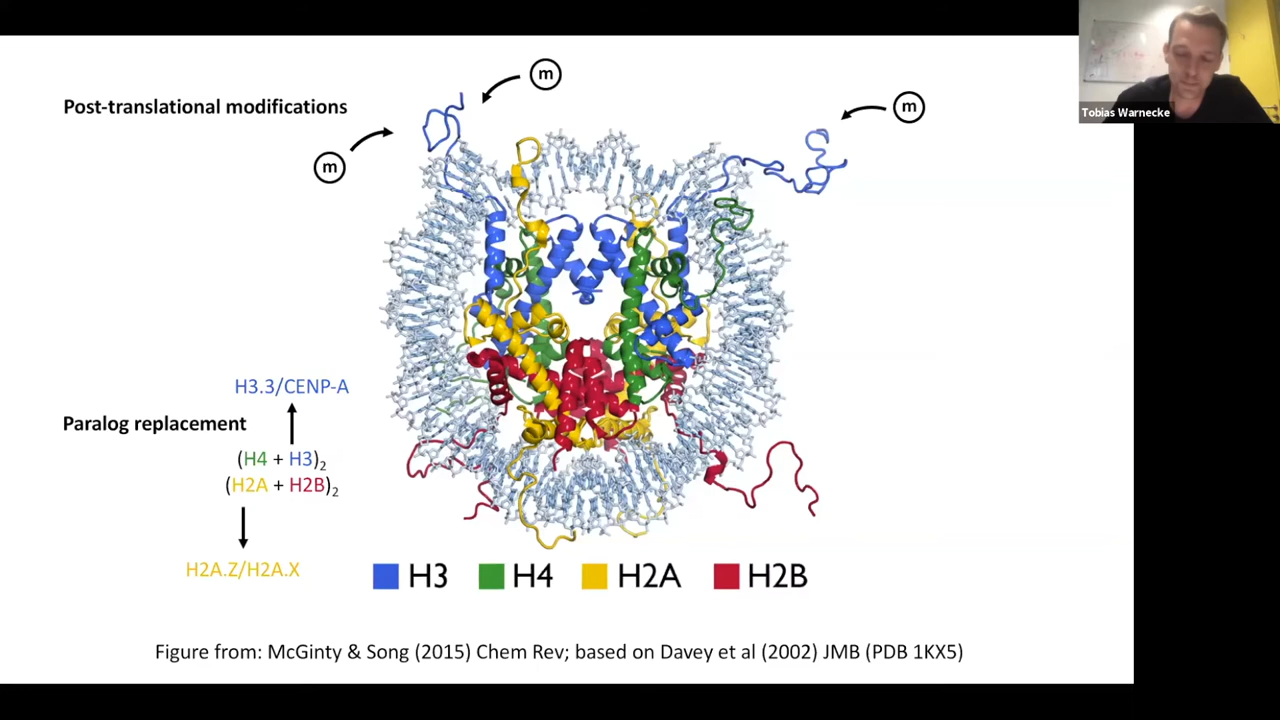 m
Post-translational modifications
m
m
Tobias Warnecke
H3.3/CENP-A
Paralog replacement
(H4 + H3)₂
(H2A + H2B)₂
H2A.Z/H2A.X
H3 H4 H2A H2B
Figure from: McGinty & Song (2015) Chem Rev; based on Davey et al (2002) JMB (PDB 1KX5)